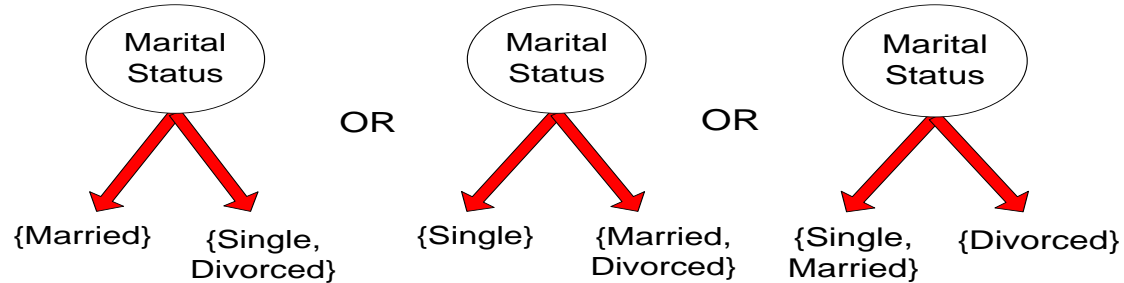 Marital
Status
{Married}
{Single,
Divorced}
OR
Marital
Status
{Single}
{Married,
Divorced}
OR
Marital
Status
{Single,
Married}
{Divorced}